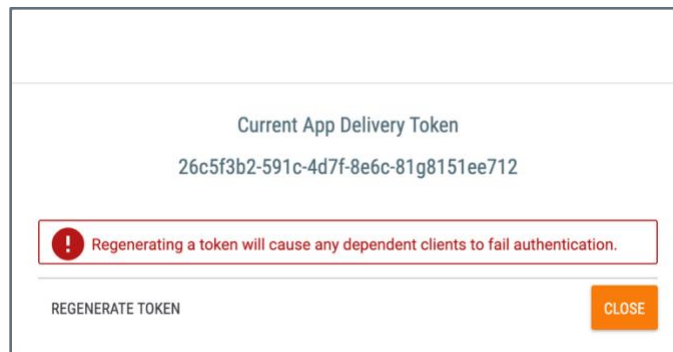 Current App Delivery Token
26c5f3b2-591c-4d7f-8e6c-81g8151ee712
! Regenerating a token will cause any dependent clients to fail authentication.
REGENERATE TOKEN CLOSE